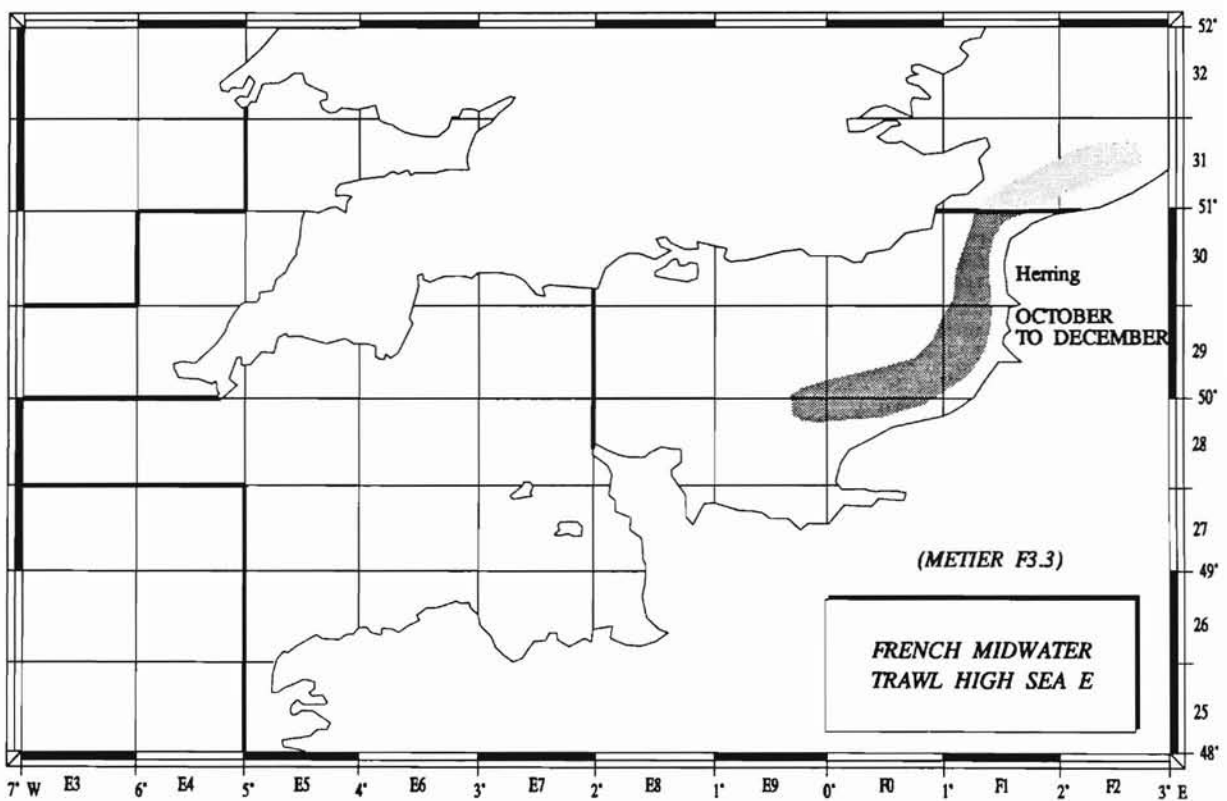 52°
32
31
51°
30
Herring
OCTOBER
TO DECEMBER
29
50°
28
27
(METIER F3.3)
49°
26
FRENCH MIDWATER
TRAWL HIGH SEA E
25
48°
7° W E3 6° E4 5° E5 4° E6 3° E7 2° E8 1° E9 0° F0 1° F1 2° F2 3° E